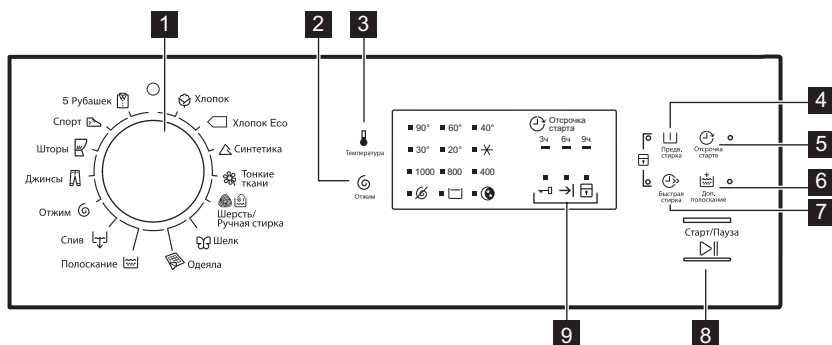 1
2
3
4
5
6
7
8
9
5 Рубашек
Спорт
Шторы
Джинсы
Отжим
Слив
Полоскание
Хлопок
Хлопок Eco
Синтетика
Тонкие
ткани
Шерсть/
Ручная стирка
Шелк
Одеяла
Температура
Отжим
90° 60° 40°
30° 20°
1000 800 400
Отсрочка
старта
3ч 6ч 9ч
Предв.
стирка
Отсрочка
старта
Быстрая
стирка
Доп.
полоскание
Старт/Пауза